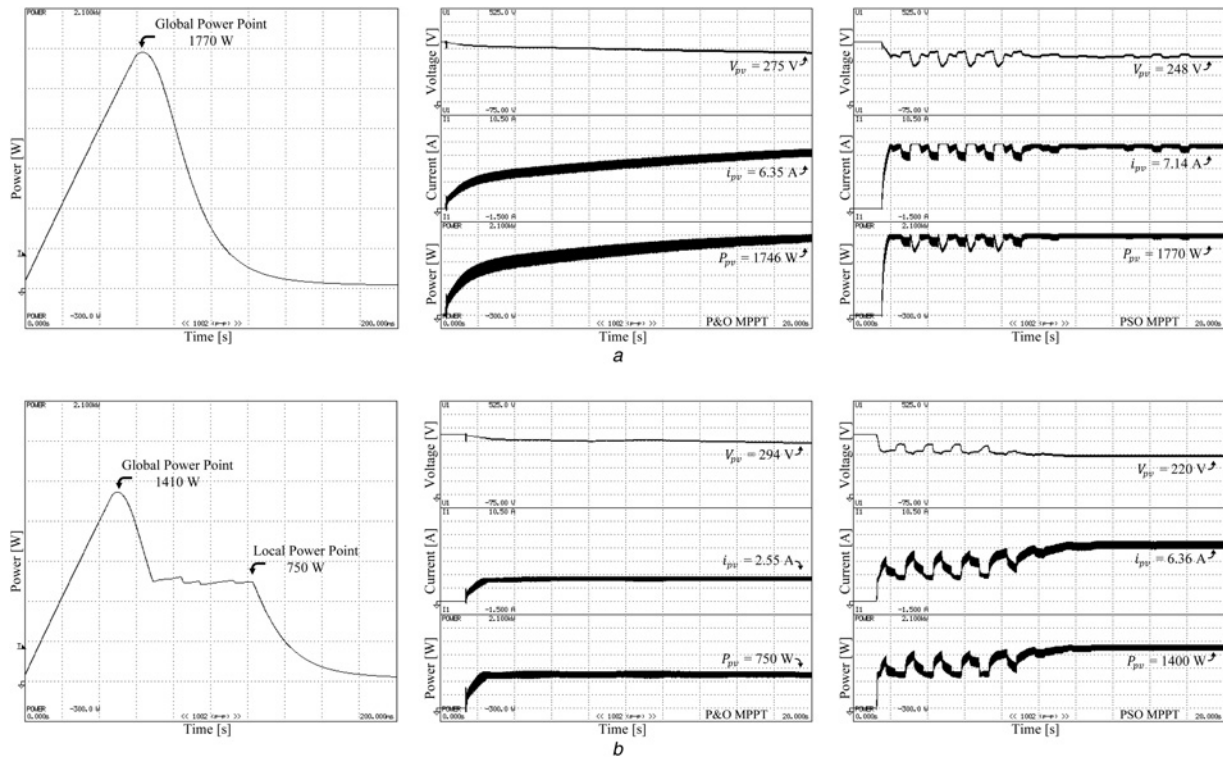 POWER 2.100kW
Global Power Point
1770 W
Power [W]
-300.0 W
0.000s << 1002 (p-p) >> 200.00ms
Time [s]
U1 525.0 V
Voltage [V]
V_pv = 275 V
U1 -75.00 V
I1 10.50 A
Current [A]
i_pv = 6.35 A
I1 -1.500 A
POWER 2.100kW
Power [W]
P_pv = 1746 W
POWER -300.0 W P&O MPPT
0.000s << 1002 (p-p) >> 20.000s
Time [s]
U1 525.0 V
Voltage [V]
V_pv = 248 V
U1 -75.00 V
I1 10.50 A
Current [A]
i_pv = 7.14 A
I1 -1.500 A
POWER 2.100kW
Power [W]
P_pv = 1770 W
POWER -300.0 W PSO MPPT
0.000s << 1002 (p-p) >> 20.000s
Time [s]
a
POWER 2.100kW
Global Power Point
1410 W
Local Power Point
750 W
Power [W]
-300.0 W
0.000s << 1002 (p-p) >> 200.00ms
Time [s]
U1 525.0 V
Voltage [V]
V_pv = 294 V
U1 -75.00 V
I1 10.50 A
Current [A]
i_pv = 2.55 A
I1 -1.500 A
POWER 2.100kW
Power [W]
P_pv = 750 W
POWER -300.0 W P&O MPPT
0.000s << 1002 (p-p) >> 20.000s
Time [s]
U1 525.0 V
Voltage [V]
V_pv = 220 V
U1 -75.00 V
I1 10.50 A
Current [A]
i_pv = 6.36 A
I1 -1.500 A
POWER 2.100kW
Power [W]
P_pv = 1400 W
POWER -300.0 W PSO MPPT
0.000s << 1002 (p-p) >> 20.000s
Time [s]
b